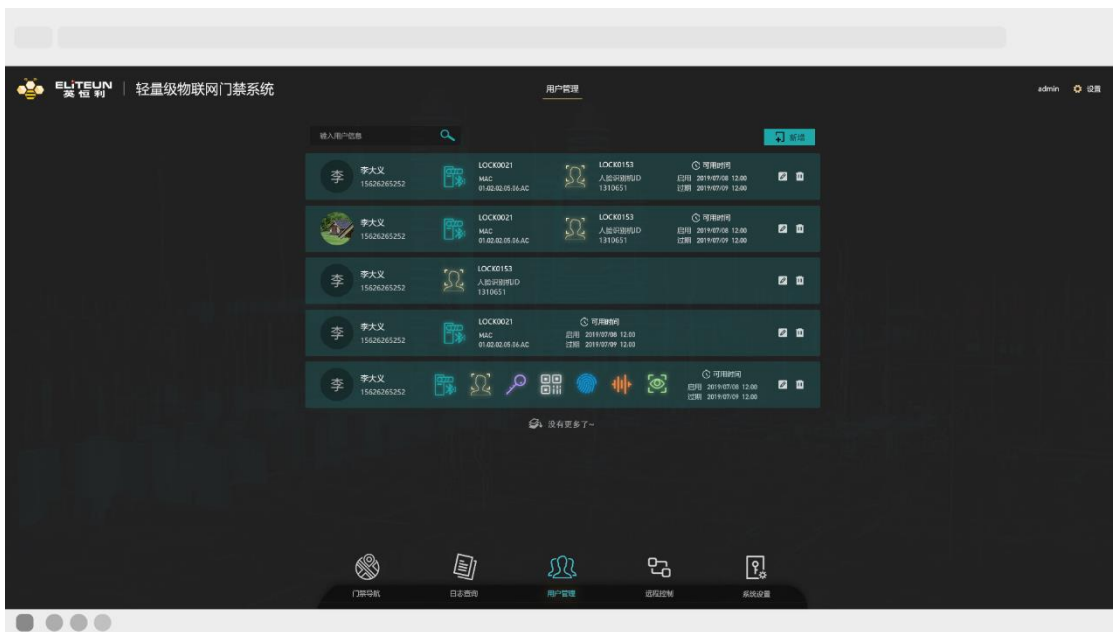 ELiTEUN
英恒利
轻量级物联网门禁系统
用户管理
admin
设置
输入用户信息
新增
李
李大义
15626265252
LOCK0021
MAC
01.02.02.05.06.AC
LOCK0153
人脸识别机ID
1310651
可用时间
启用 2019/07/08 12:00
过期 2019/07/09 12:00
李大义
15626265252
LOCK0021
MAC
01.02.02.05.06.AC
LOCK0153
人脸识别机ID
1310651
可用时间
启用 2019/07/08 12:00
过期 2019/07/09 12:00
李
李大义
15626265252
LOCK0153
人脸识别机ID
1310651
李
李大义
15626265252
LOCK0021
MAC
01.02.02.05.06.AC
可用时间
启用 2019/07/08 12:00
过期 2019/07/09 12:00
李
李大义
15626265252
可用时间
启用 2019/07/08 12:00
过期 2019/07/09 12:00
没有更多了~
门禁导航
日志查询
用户管理
远程控制
系统设置